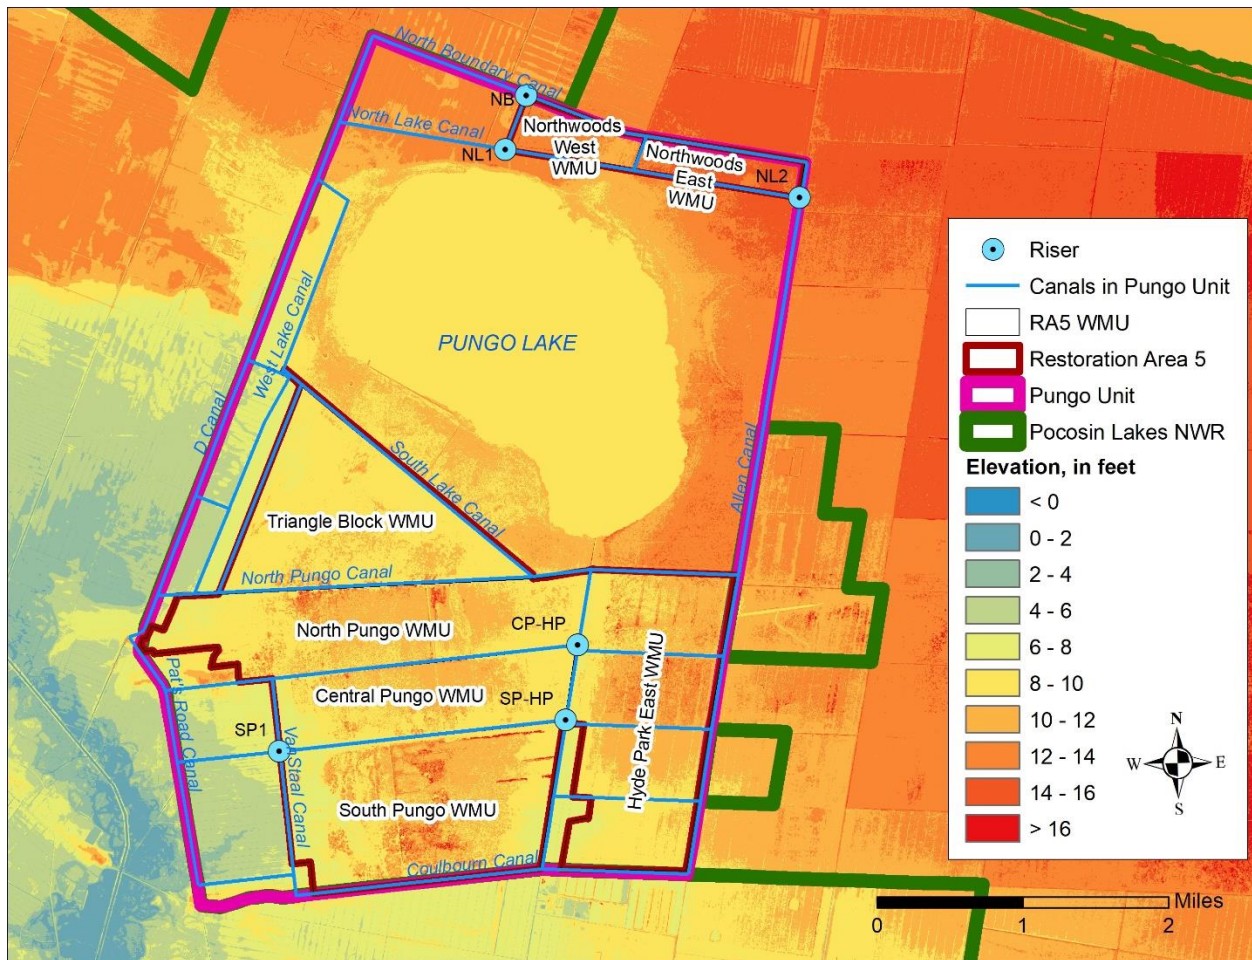 North Boundary Canal
NB
North Lake Canal
Northwoods
West
WMU
NL1
Northwoods
East
WMU
NL2
West Lake Canal
PUNGO LAKE
D Canal
South Lake Canal
Allen Canal
Triangle Block WMU
North Pungo Canal
CP-HP
North Pungo WMU
Pat's Road Canal
Central Pungo WMU
SP-HP
Hyde Park East WMU
SP1
Van Staal Canal
South Pungo WMU
Coulbourn Canal
Riser
Canals in Pungo Unit
RA5 WMU
Restoration Area 5
Pungo Unit
Pocosin Lakes NWR
Elevation, in feet
< 0
0 - 2
2 - 4
4 - 6
6 - 8
8 - 10
10 - 12
12 - 14
14 - 16
> 16
N
W E
S
Miles
0 1 2